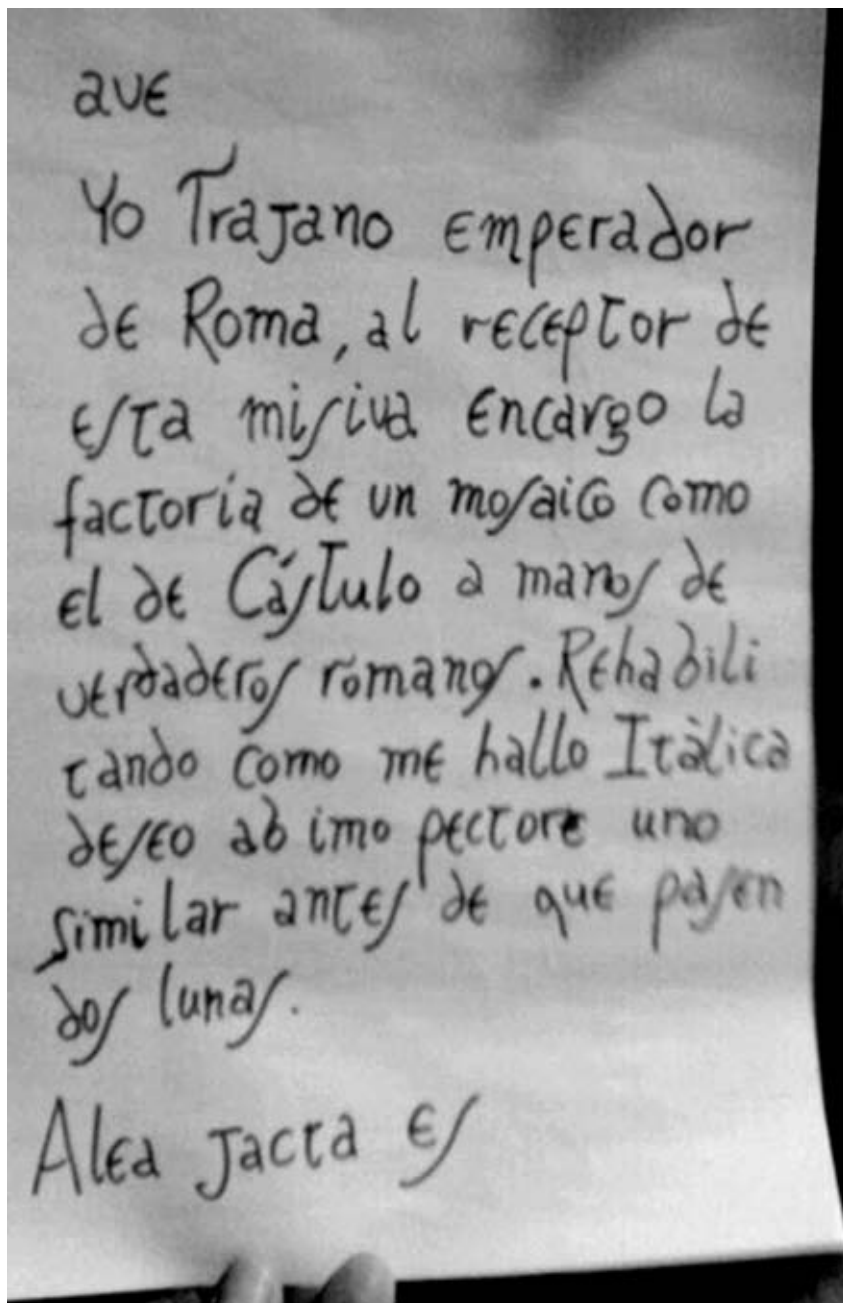 ave
Yo Trajano emperador
de Roma, al receptor de
esta misiva encargo la
factoría de un mosaico como
el de Cástulo a manos de
verdaderos romanos. Rehabili
tando como me hallo Itàlica
deseo ab imo pectore uno
similar antes de que pasen
dos lunas.
Alea jacta es